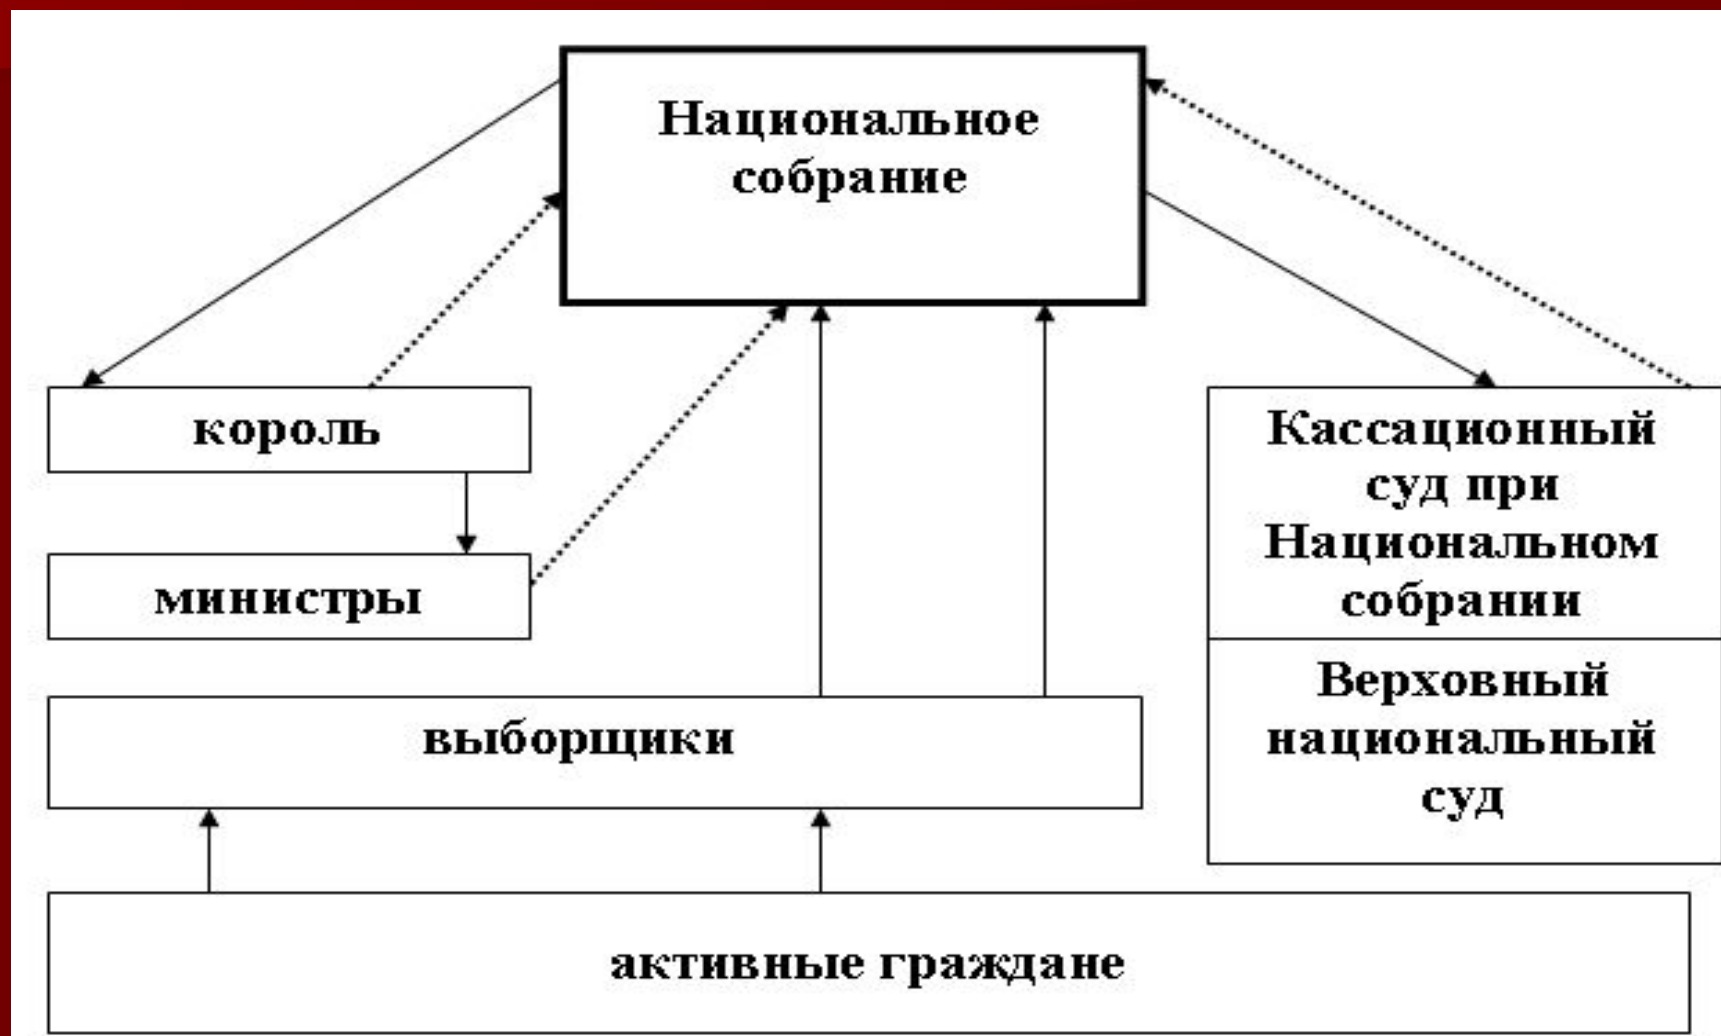 Национальное
собрание
король
министры
Кассационный
суд при
Национальном
собрании
Верховный
национальный
суд
выборщики
активные граждане